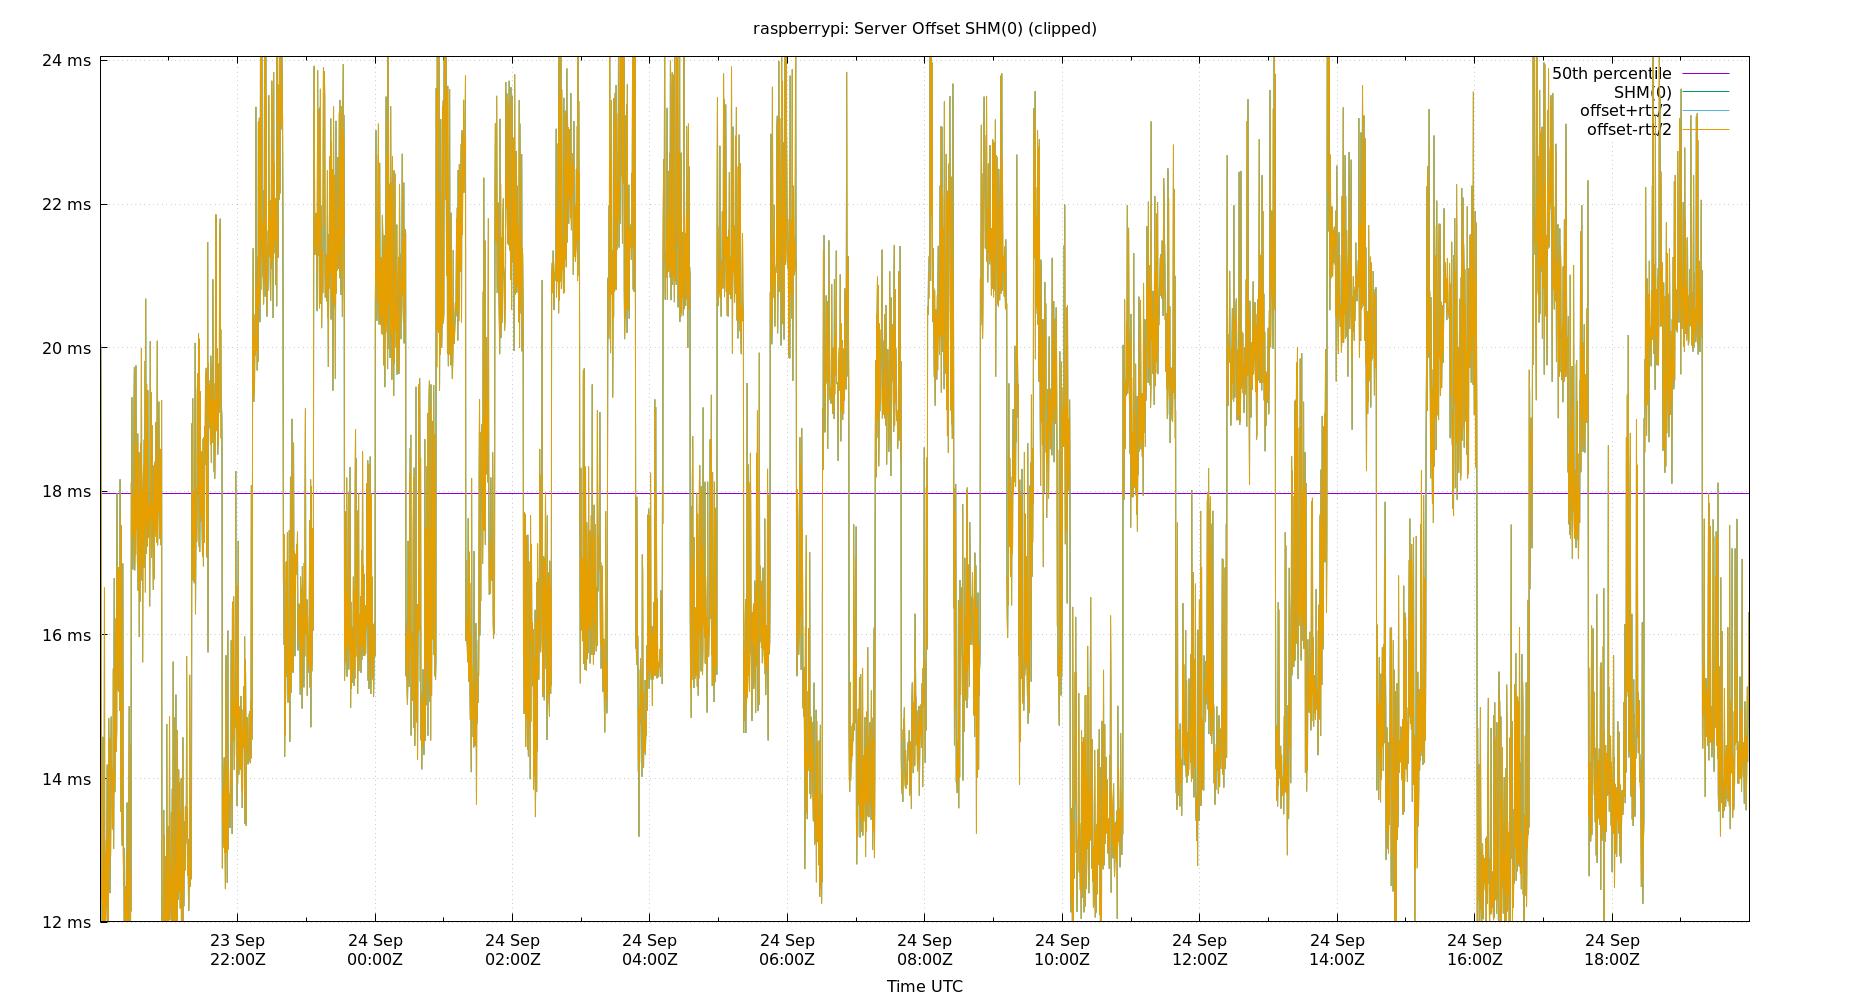 raspberrypi: Server Offset SHM(0) (clipped)
24 ms
22 ms
20 ms
18 ms
16 ms
14 ms
12 ms
50th percentile
SHM(0)
offset+rtt/2
offset-rtt/2
23 Sep
22:00Z
24 Sep
00:00Z
24 Sep
02:00Z
24 Sep
04:00Z
24 Sep
06:00Z
24 Sep
08:00Z
24 Sep
10:00Z
24 Sep
12:00Z
24 Sep
14:00Z
24 Sep
16:00Z
24 Sep
18:00Z
Time UTC